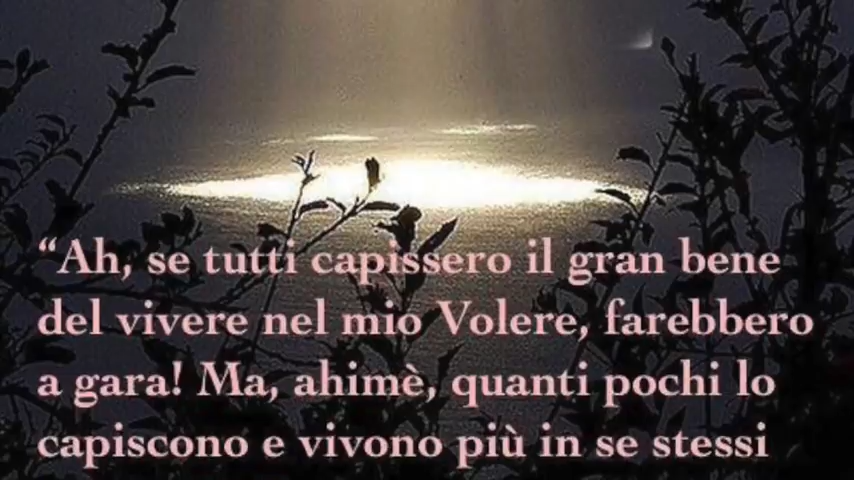 “Ah, se tutti capissero il gran bene
del vivere nel mio Volere, farebbero
a gara! Ma, ahimè, quanti pochi lo
capiscono e vivono più in se stessi